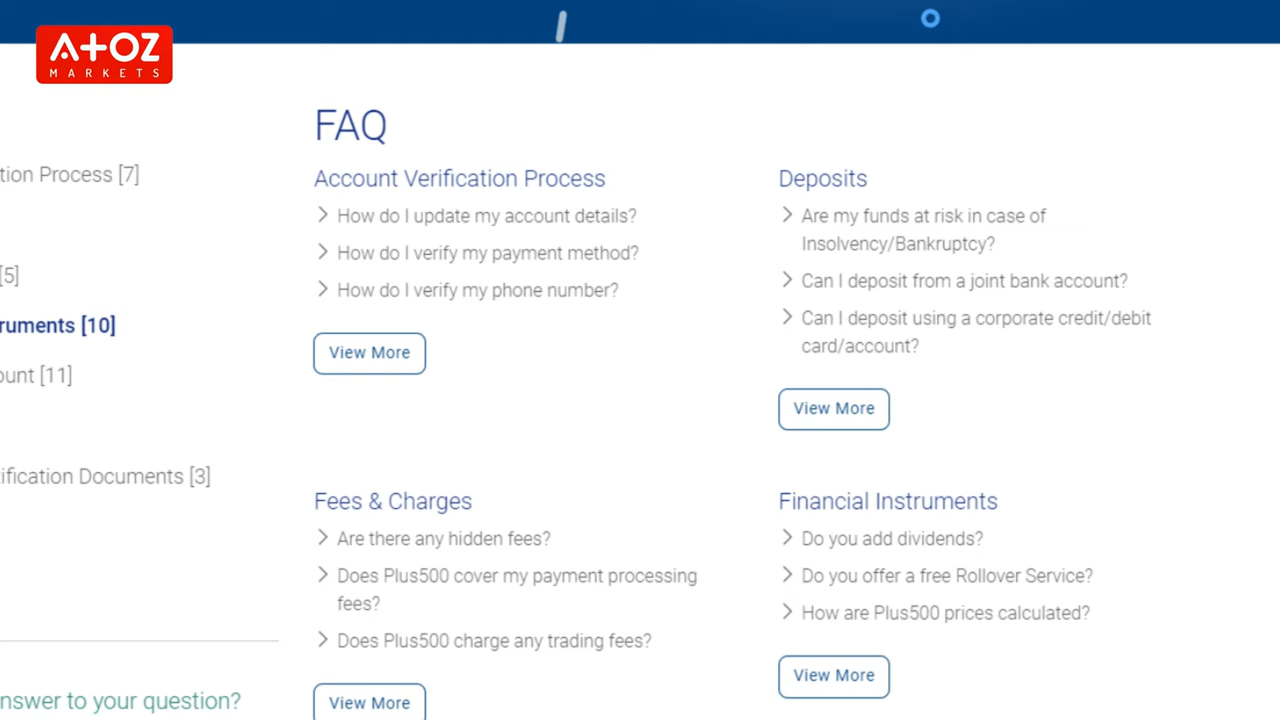 A+OZ
MARKETS
tion Process [7]
[5]
ruments [10]
ount [11]
ification Documents [3]
nswer to your question?
FAQ
Account Verification Process
How do I update my account details?
How do I verify my payment method?
How do I verify my phone number?
View More
Deposits
Are my funds at risk in case of
Insolvency/Bankruptcy?
Can I deposit from a joint bank account?
Can I deposit using a corporate credit/debit
card/account?
View More
Fees & Charges
Are there any hidden fees?
Does Plus500 cover my payment processing
fees?
Does Plus500 charge any trading fees?
View More
Financial Instruments
Do you add dividends?
Do you offer a free Rollover Service?
How are Plus500 prices calculated?
View More